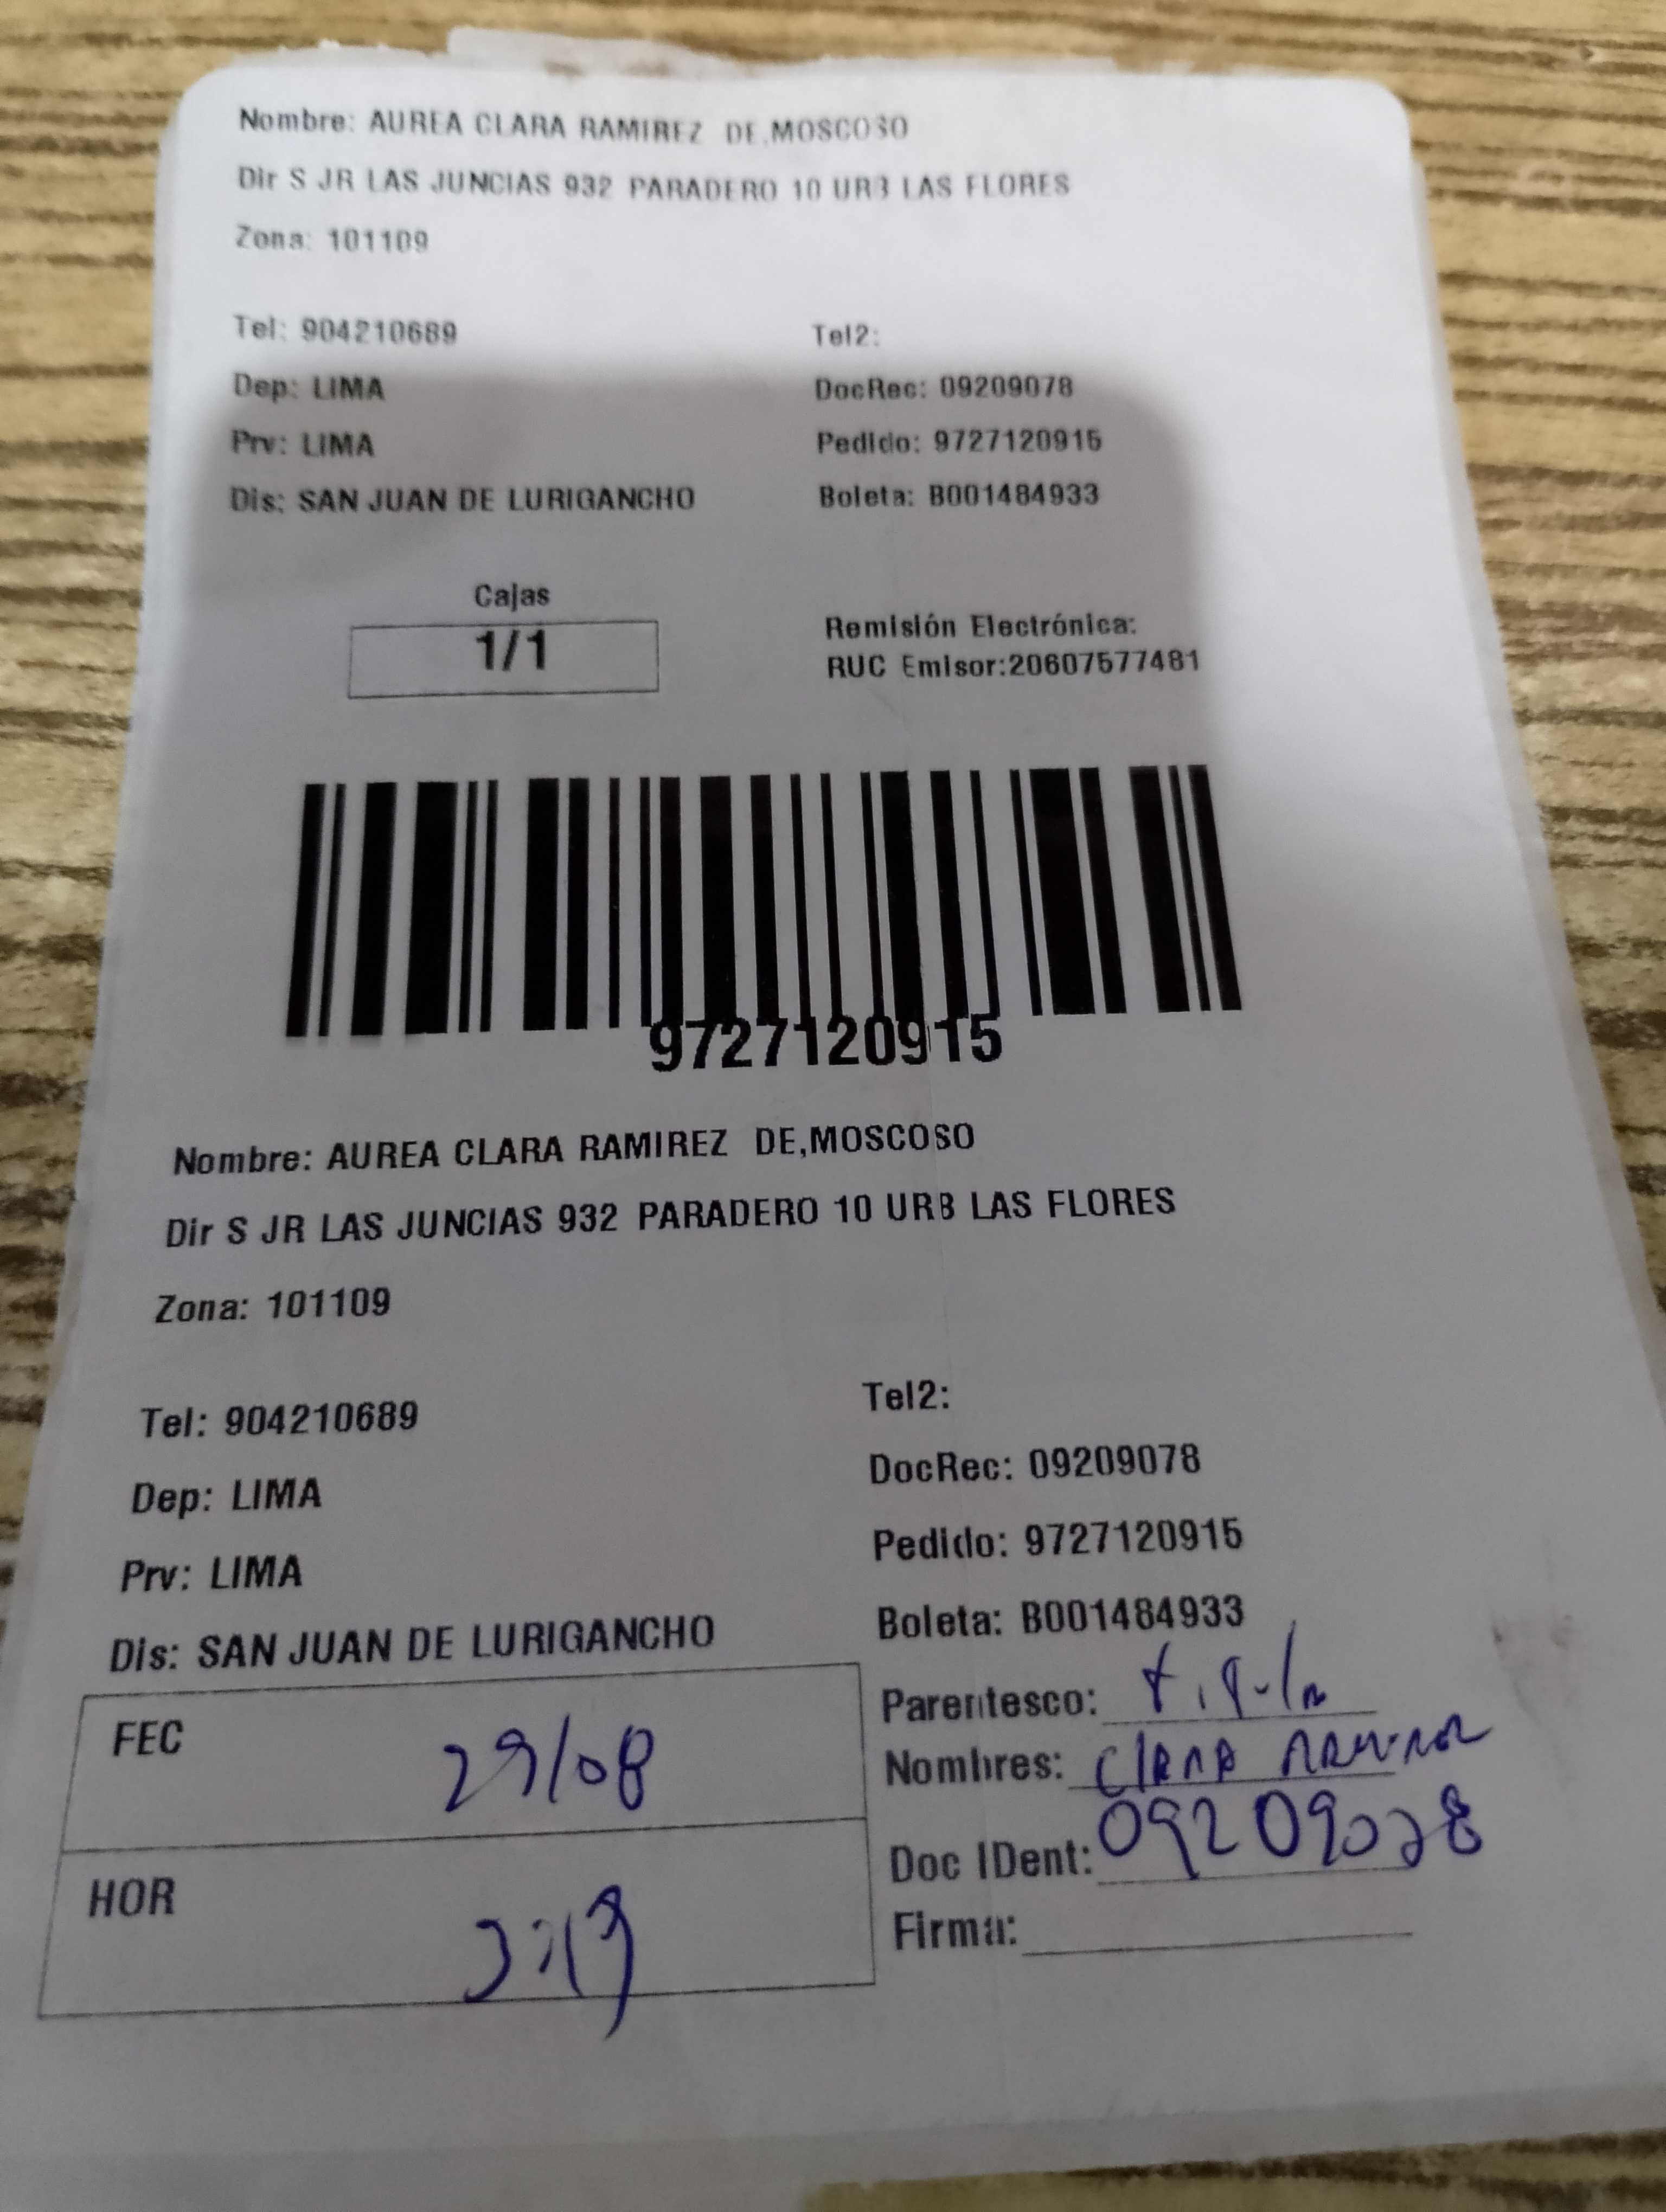 Nombre: AUREA CLARA RAMIREZ DE,MOSCOSO
Dir S JR LAS JUNCIAS 932 PARADERO 10 URB LAS FLORES
Zona: 101109
Tel: 904210689 Tel2:
Dep: LIMA DocRec: 09209078
Prv: LIMA Pedido: 9727120915
Dis: SAN JUAN DE LURIGANCHO Boleta: B001484933
Cajas
1/1
Remisión Electrónica:
RUC Emisor:20607577481
9727120915
Nombre: AUREA CLARA RAMIREZ DE,MOSCOSO
Dir S JR LAS JUNCIAS 932 PARADERO 10 URB LAS FLORES
Zona: 101109
Tel: 904210689 Tel2:
Dep: LIMA DocRec: 09209078
Prv: LIMA Pedido: 9727120915
Dis: SAN JUAN DE LURIGANCHO Boleta: B001484933
FEC 29/08
HOR 3:19
Parentesco:
Nombres: CLARA
Doc IDent: 09209078
Firma: